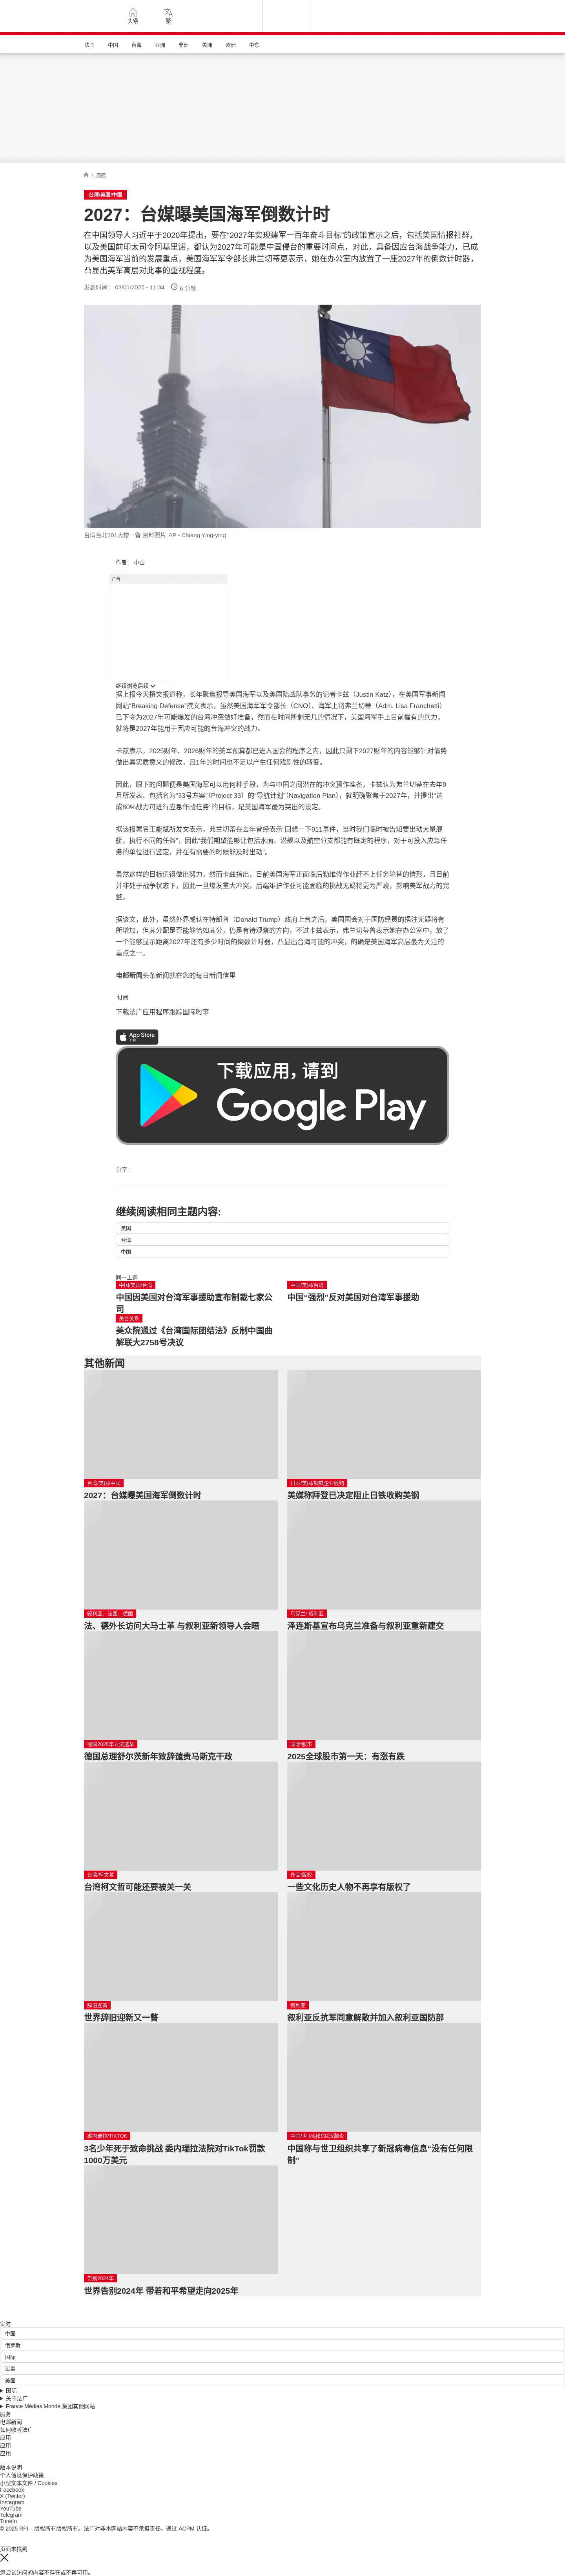 头条
繁
法国
中国
台海
亚洲
非洲
美洲
欧洲
中东
/ 国际
台湾/美国/中国
2027：台媒曝美国海军倒数计时
在中国领导人习近平于2020年提出，要在“2027年实现建军一百年奋斗目标”的政策宣示之后，包括美国情报社群，
以及美国前印太司令阿基里诺，都认为2027年可能是中国侵台的重要时间点，对此，具备因应台海战争能力，已成
为美国海军当前的发展重点，美国海军军令部长弗兰切蒂更表示，她在办公室内放置了一座2027年的倒数计时器，
凸显出美军高层对此事的重视程度。
发表时间： 03/01/2025 - 11:34
6 分钟
台湾台北101大楼一瞥 资料照片 AP - Chiang Ying-ying
作者： 小山
广告
继续浏览后续
据上报今天撰文报道称，长年聚焦报导美国海军以及美国陆战队事务的记者卡兹（Justin Katz），在美国军事新闻
网站“Breaking Defense”撰文表示，虽然美国海军军令部长（CNO）、海军上将弗兰切蒂（Adm. Lisa Franchetti）
已下令为2027年可能爆发的台海冲突做好准备，然而在时间所剩无几的情况下，美国海军手上目前握有的兵力，
就将是2027年能用于因应可能的台海冲突的战力。
卡兹表示，2025财年、2026财年的美军预算都已进入国会的程序之内，因此只剩下2027财年的内容能够针对情势
做出具实质意义的修改，且1年的时间也不足以产生任何戏剧性的转变。
因此，眼下的问题便是美国海军可以用何种手段，为与中国之间潜在的冲突预作准备，卡兹认为弗兰切蒂在去年9
月所发表、包括名为“33号方案”（Project 33）的“导航计划”（Navigation Plan），就明确聚焦于2027年，并提出“达
成80%战力可进行应急作战任务”的目标，是美国海军最为突出的设定。
据该报署名王能斌所发文表示，弗兰切蒂在去年曾经表示“回想一下911事件，当时我们临时被告知要出动大量舰
艇，执行不同的任务”，因此“我们期望能够让包括水面、潜舰以及航空分支都能有既定的程序，对于可投入应急任
务的单位进行鉴定，并在有需要的时候能及时出动”。
虽然这样的目标值得做出努力，然而卡兹指出，目前美国海军正面临后勤维修作业赶不上任务轮替的情形，且目前
并非处于战争状态下，因此一旦爆发重大冲突，后端维护作业可能面临的挑战无疑将更为严峻，影响美军战力的完
整。
据该文，此外，虽然外界咸认在特朗普（Donald Trump）政府上台之后，美国国会对于国防经费的挹注无疑将有
所增加，但其分配是否能够恰如其分，仍是有待观察的方向，不过卡兹表示，弗兰切蒂曾表示她在办公室中，放了
一个能够显示距离2027年还有多少时间的倒数计时器，凸显出台海可能的冲突，的确是美国海军高层最为关注的
重点之一。
电邮新闻头条新闻就在您的每日新闻信里
订阅
下载法广应用程序跟踪国际时事
App Store
下载
下载应用，请到
Google Play
分享 :
继续阅读相同主题内容:
美国
台湾
中国
同一主题
中国/美国/台湾
中国因美国对台湾军事援助宣布制裁七家公
司
中国/美国/台湾
中国“强烈”反对美国对台湾军事援助
美台关系
美众院通过《台湾国际团结法》反制中国曲
解联大2758号决议
其他新闻
台湾/美国/中国
2027：台媒曝美国海军倒数计时
日本/美国/钢铁企业收购
美媒称拜登已决定阻止日铁收购美钢
叙利亚、法国、德国
法、德外长访问大马士革 与叙利亚新领导人会晤
乌克兰/ 叙利亚
泽连斯基宣布乌克兰准备与叙利亚重新建交
德国2025年立法选举
德国总理舒尔茨新年致辞谴责马斯克干政
国际/股市
2025全球股市第一天：有涨有跌
台湾/柯文哲
台湾柯文哲可能还要被关一关
作品/版权
一些文化历史人物不再享有版权了
辞旧迎新
世界辞旧迎新又一瞥
叙利亚
叙利亚反抗军同意解散并加入叙利亚国防部
委内瑞拉/TIKTOK
3名少年死于致命挑战 委内瑞拉法院对TikTok罚款
1000万美元
中国/世卫组织/武汉肺炎
中国称与世卫组织共享了新冠病毒信息“没有任何限
制”
告别2024年
世界告别2024年 带着和平希望走向2025年
实时
中国
俄罗斯
国际
军事
美国
国际
关于法广
France Médias Monde 集团其他网站
服务
电邮新闻
如何收听法广
应用
应用
应用
版本说明
个人信息保护政策
小型文本文件 / Cookies
Facebook
X (Twitter)
Instagram
YouTube
Telegram
TuneIn
© 2025 RFI – 版权所有版权所有。法广对非本网站内容不承担责任。通过 ACPM 认证。
页面未找到
您尝试访问的内容不存在或不再可用。